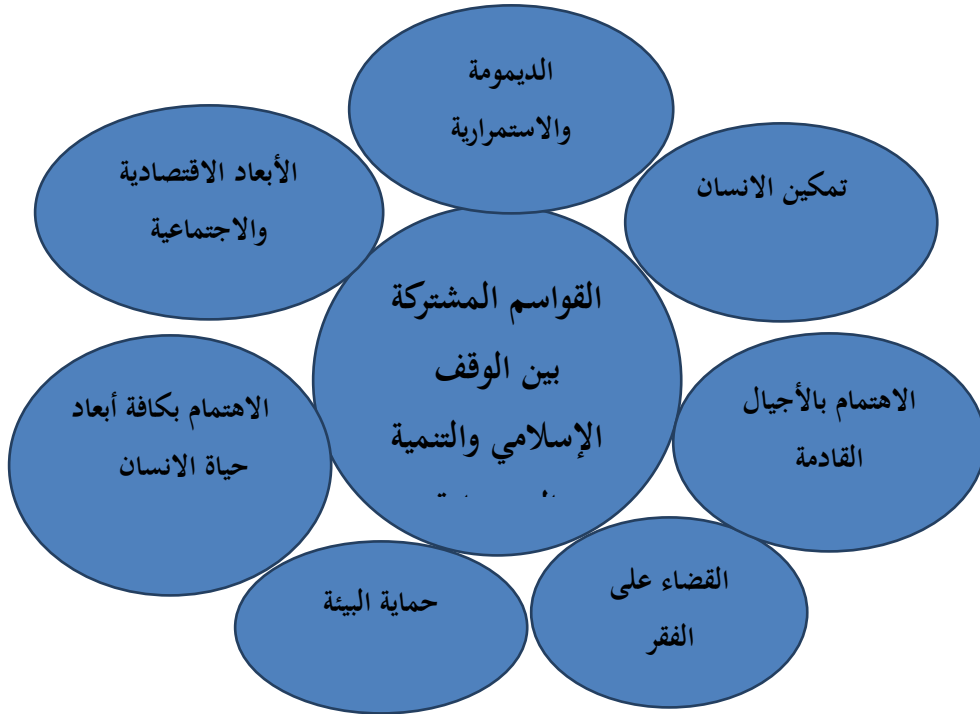 الديمومة
والاستمرارية
تمكين الانسان
الأبعاد الاقتصادية
والاجتماعية
القواسم المشتركة
بين الوقف
الإسلامي والتنمية
الاهتمام بالأجيال
القادمة
الاهتمام بكافة أبعاد
حياة الانسان
القضاء على
الفقر
حماية البيئة